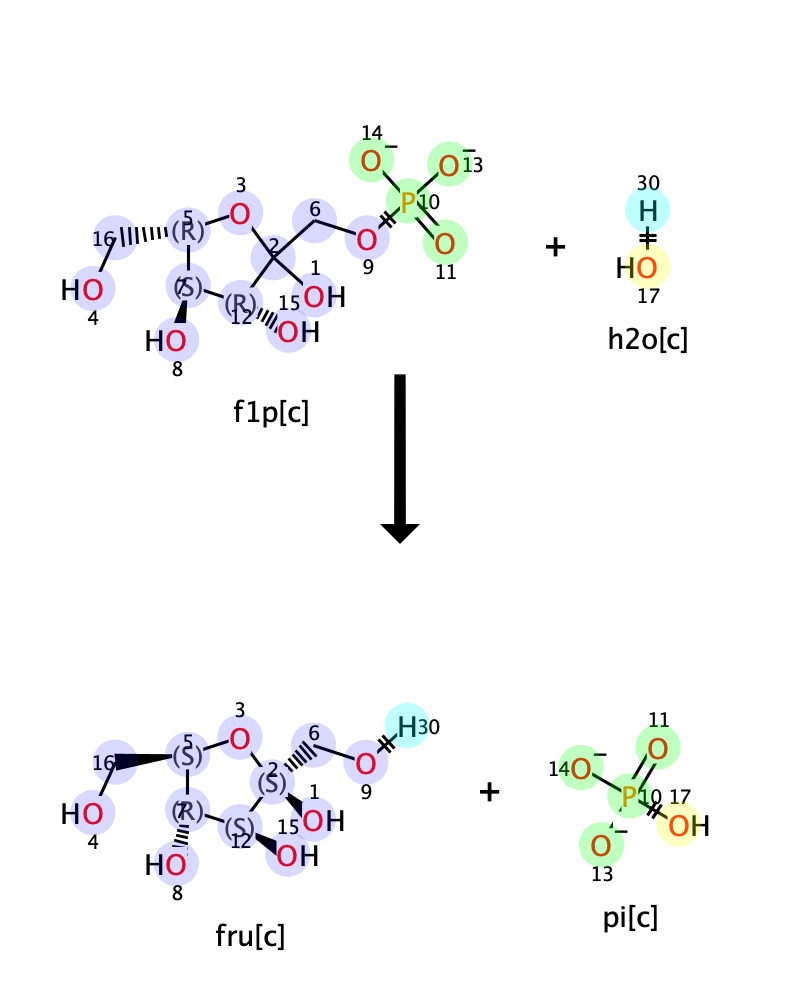 14
O−
O−
13
3
O
P
10
5
(R)
6
16
2
O
9
O
11
30
H
+
HO
17
HO
4
7
(S)
(R)
12
1
OH
15
OH
HO
8
h2o[c]
f1p[c]
3
O
6
H
30
5
(S)
16
2
(S)
O
9
11
O
14
O−
+
HO
4
7
(R)
(S)
12
1
OH
15
OH
P
10
17
OH
HO
8
O−
13
pi[c]
fru[c]